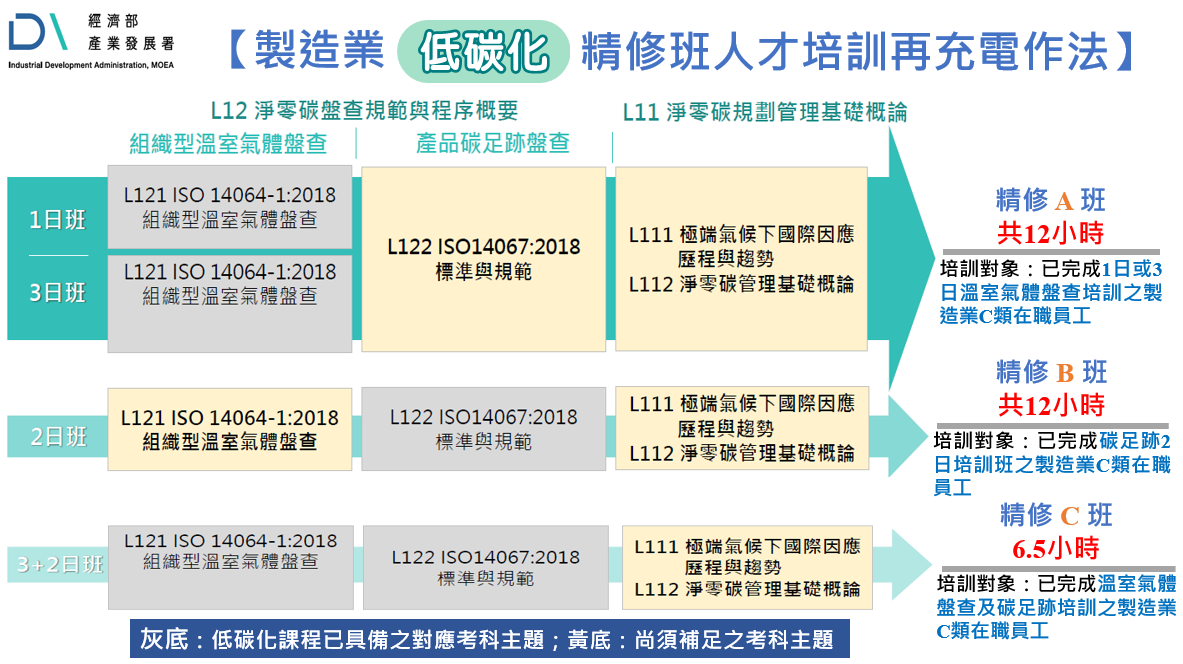 經濟部
產業發展署
Industrial Development Administration, MOEA
【製造業 低碳化 精修班人才培訓再充電作法】
L12 淨零碳盤查規範與程序概要
L11 淨零碳規劃管理基礎概論
組織型溫室氣體盤查
產品碳足跡盤查
1日班
L121 ISO 14064-1:2018
組織型溫室氣體盤查
3日班
L121 ISO 14064-1:2018
組織型溫室氣體盤查
L122 ISO14067:2018
標準與規範
L111 極端氣候下國際因應
歷程與趨勢
L112 淨零碳管理基礎概論
精修 A 班
共12小時
培訓對象：已完成1日或3
日溫室氣體盤查培訓之製
造業C類在職員工
2日班
L121 ISO 14064-1:2018
組織型溫室氣體盤查
L122 ISO14067:2018
標準與規範
L111 極端氣候下國際因應
歷程與趨勢
L112 淨零碳管理基礎概論
精修 B 班
共12小時
培訓對象：已完成碳足跡2
日培訓班之製造業C類在職
員工
3+2日班
L121 ISO 14064-1:2018
組織型溫室氣體盤查
L122 ISO14067:2018
標準與規範
L111 極端氣候下國際因應
歷程與趨勢
L112 淨零碳管理基礎概論
精修 C 班
6.5小時
培訓對象：已完成溫室氣體
盤查及碳足跡培訓之製造業
C類在職員工
灰底：低碳化課程已具備之對應考科主題；黃底：尚須補足之考科主題